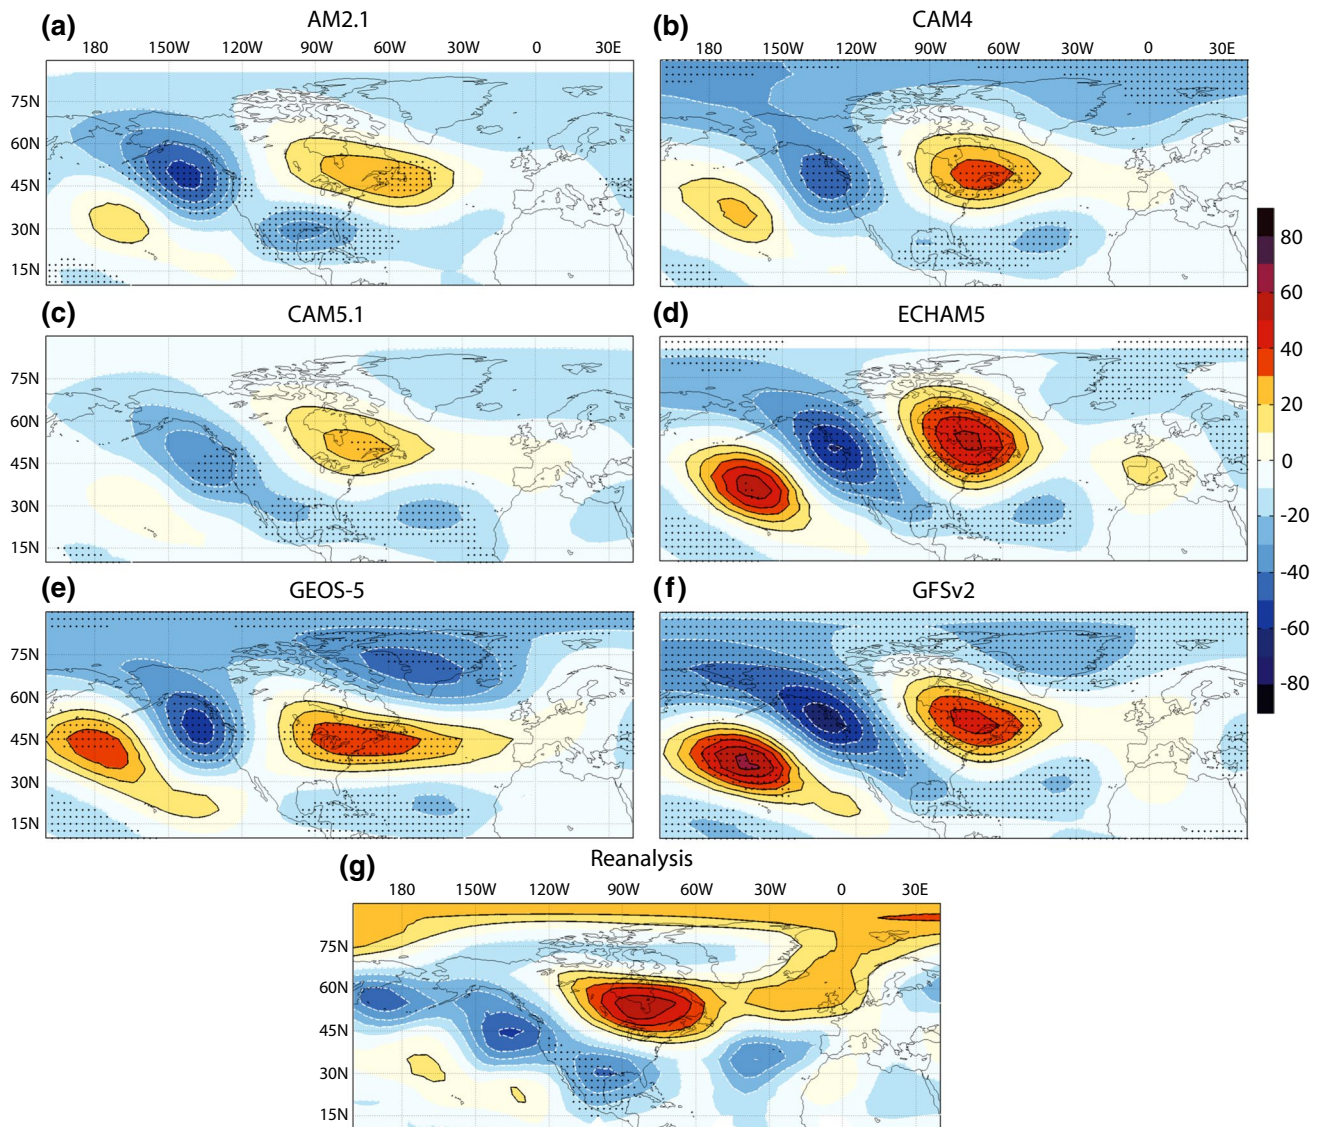 (a) AM2.1
(b) CAM4
180 150W 120W 90W 60W 30W 0 30E
180 150W 120W 90W 60W 30W 0 30E
75N
60N
45N
30N
15N
(c) CAM5.1
(d) ECHAM5
75N
60N
45N
30N
15N
(e) GEOS-5
(f) GFSv2
75N
60N
45N
30N
15N
80
60
40
20
0
-20
-40
-60
-80
(g) Reanalysis
180 150W 120W 90W 60W 30W 0 30E
75N
60N
45N
30N
15N